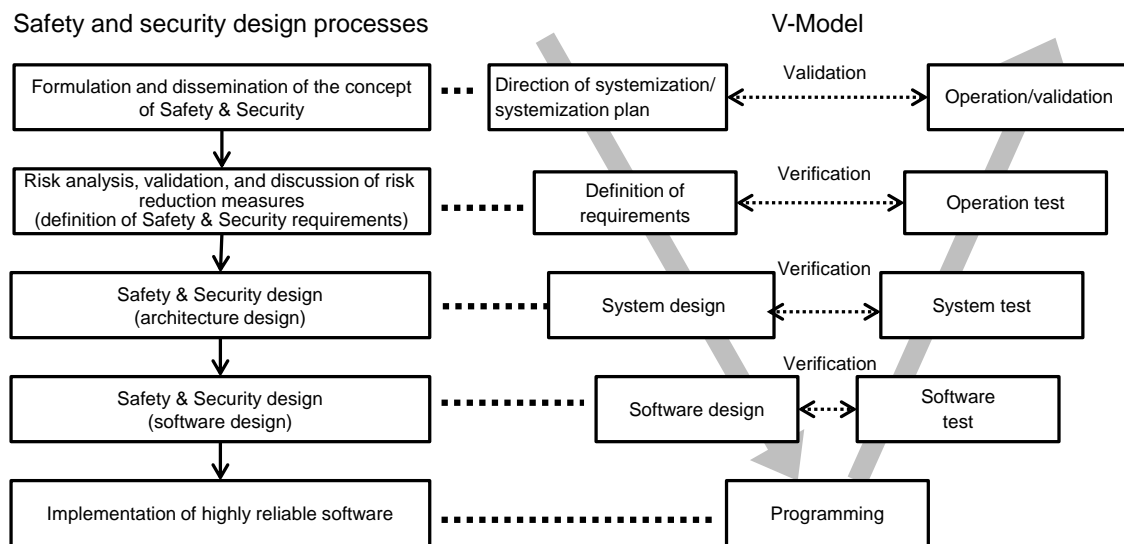 Safety and security design processes
V-Model
Formulation and dissemination of the concept
of Safety & Security
Direction of systemization/
systemization plan
Validation
Operation/validation
Risk analysis, validation, and discussion of risk
reduction measures
(definition of Safety & Security requirements)
Definition of
requirements
Verification
Operation test
Safety & Security design
(architecture design)
System design
Verification
System test
Safety & Security design
(software design)
Software design
Verification
Software
test
Implementation of highly reliable software
Programming